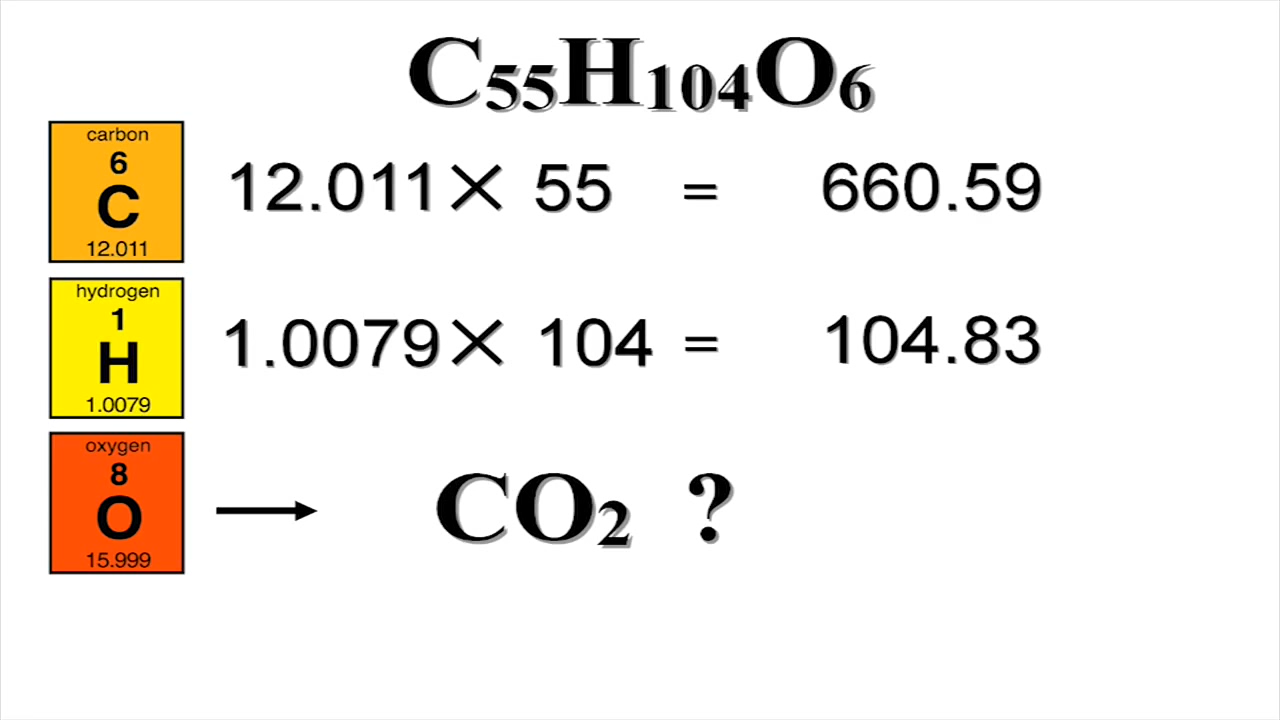 C₅₅H₁₀₄O₆
carbon
6
C
12.011
12.011 × 55 = 660.59
hydrogen
1
H
1.0079
1.0079 × 104 = 104.83
oxygen
8
O
15.999
→ CO₂ ?